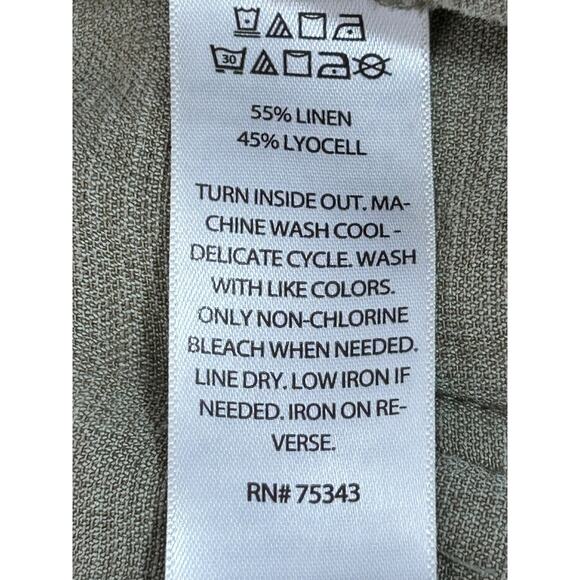 30
55% LINEN
45% LYOCELL
TURN INSIDE OUT. MA-
CHINE WASH COOL -
DELICATE CYCLE. WASH
WITH LIKE COLORS.
ONLY NON-CHLORINE
BLEACH WHEN NEEDED.
LINE DRY. LOW IRON IF
NEEDED. IRON ON RE-
VERSE.
RN# 75343